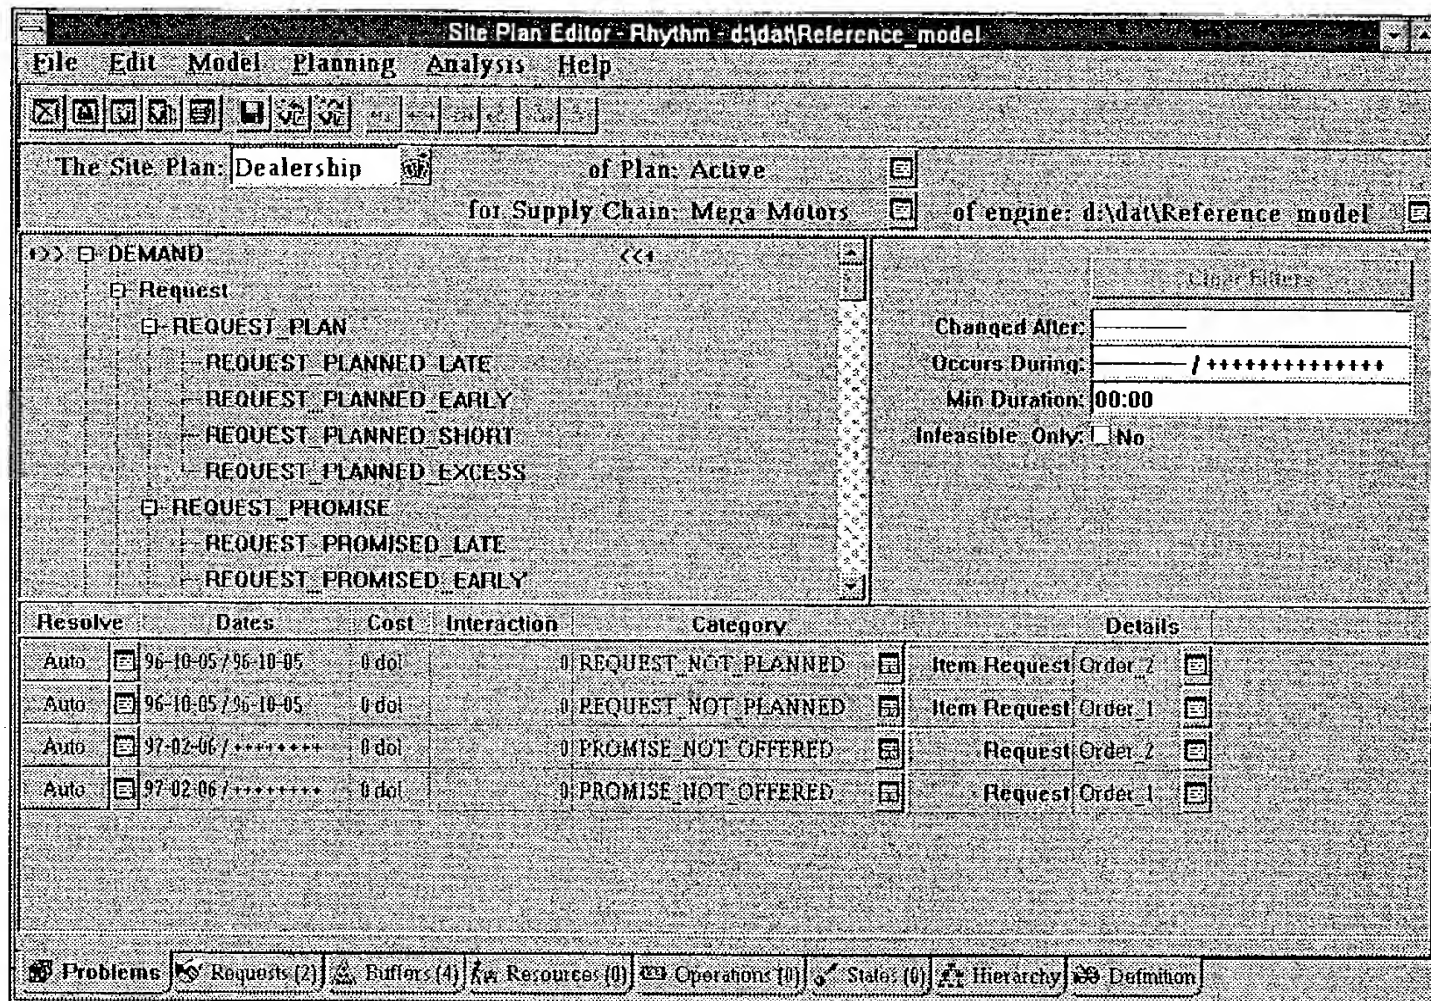 Site Plan Editor - Rhythm - d:\dat\Reference_model
File Edit Model Planning Analysis Help
The Site Plan: Dealership of Plan: Active
for Supply Chain: Mega Motors of engine: d:\dat\Reference_model
+>> DEMAND <<+
Request
REQUEST_PLAN
REQUEST_PLANNED_LATE
REQUEST_PLANNED_EARLY
REQUEST_PLANNED_SHORT
REQUEST_PLANNED_EXCESS
REQUEST_PROMISE
REQUEST_PROMISED_LATE
REQUEST_PROMISED_EARLY
Clear Filters
Changed After: ----------
Occurs During: ---------- / ++++++++++++++
Min Duration: 00:00
Infeasible Only: No
Resolve Dates Cost Interaction Category Details
Auto 96-10-05 / 96-10-05 0 dol 0 REQUEST_NOT_PLANNED Item Request Order_2
Auto 96-10-05 / 96-10-05 0 dol 0 REQUEST_NOT_PLANNED Item Request Order_1
Auto 97-02-06 / ++++++++ 0 dol 0 PROMISE_NOT_OFFERED Request Order_2
Auto 97-02-06 / ++++++++ 0 dol 0 PROMISE_NOT_OFFERED Request Order_1
Problems Requests (2) Buffers (4) Resources (0) Operations (0) States (0) Hierarchy Definition